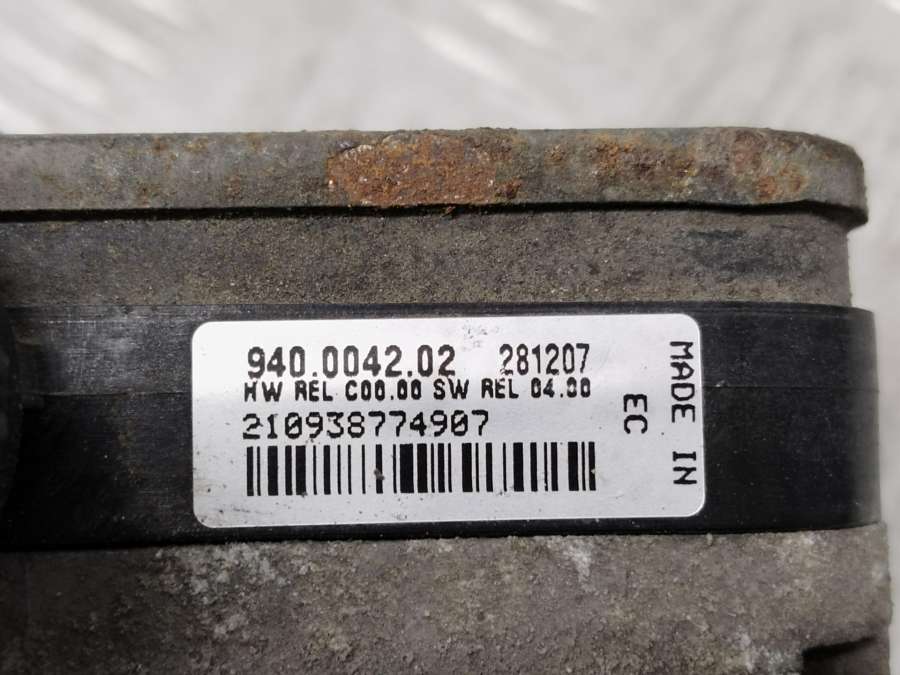 940.0042.02 281207
HW REL C00.00 SW REL 04.00
210938774907
MADE IN
EC